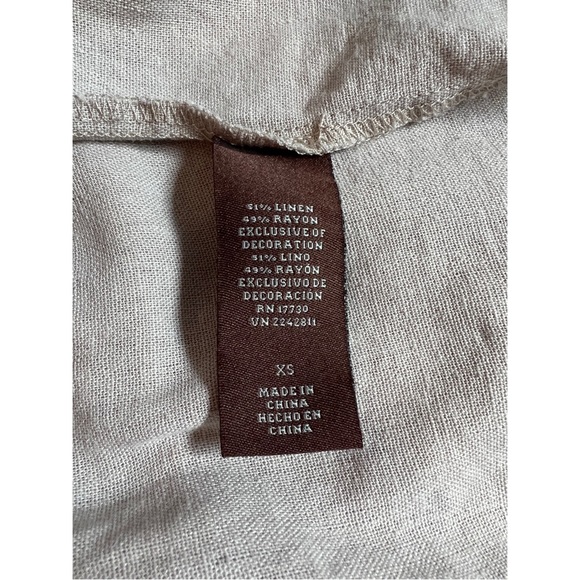 51% LINEN
49% RAYON
EXCLUSIVE OF
DECORATION
51% LINO
49% RAYÓN
EXCLUSIVO DE
DECORACIÓN
RN 17730
VN 2242811
XS
MADE IN
CHINA
HECHO EN
CHINA